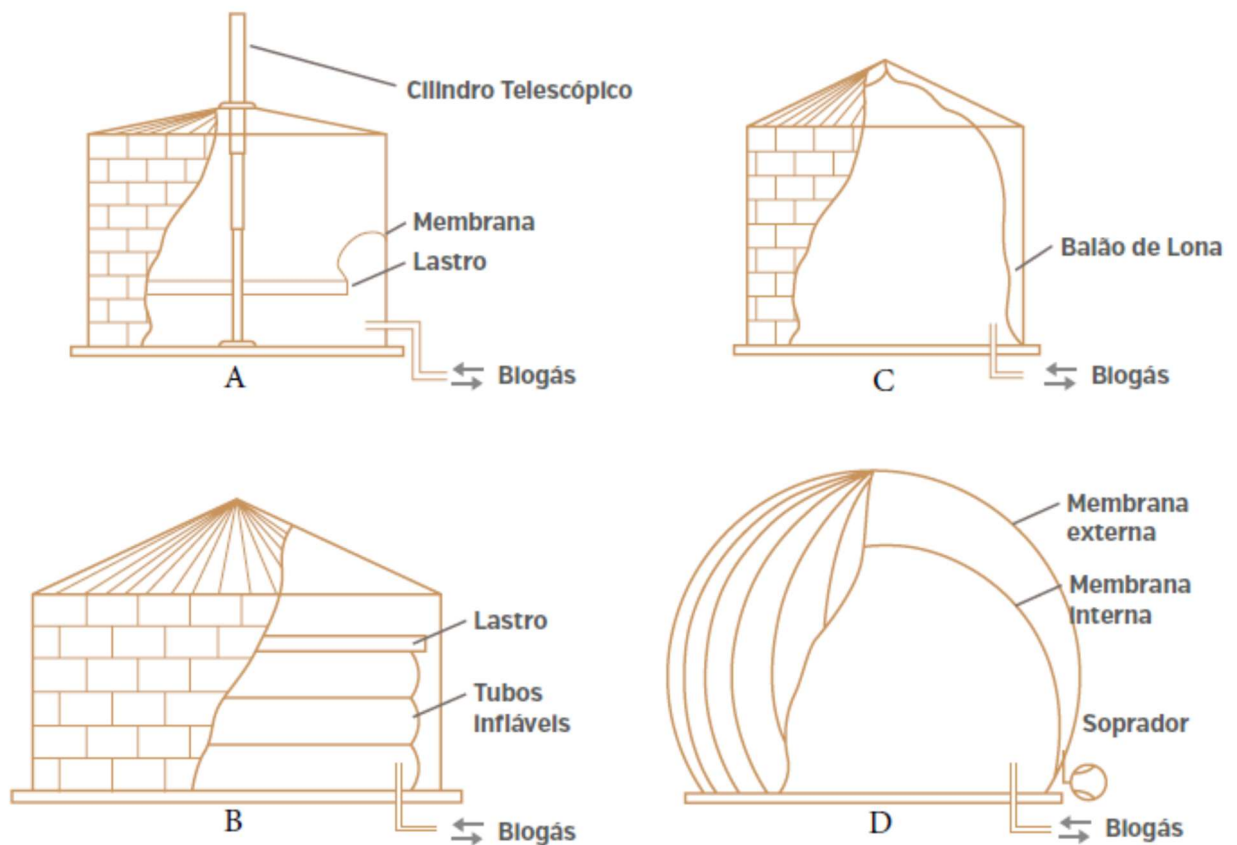 Cilindro Telescópico
Membrana
Lastro
A
Biogás
Balão de Lona
C
Biogás
Lastro
Tubos
infláveis
B
Biogás
Membrana
externa
Membrana
Interna
Soprador
D
Biogás